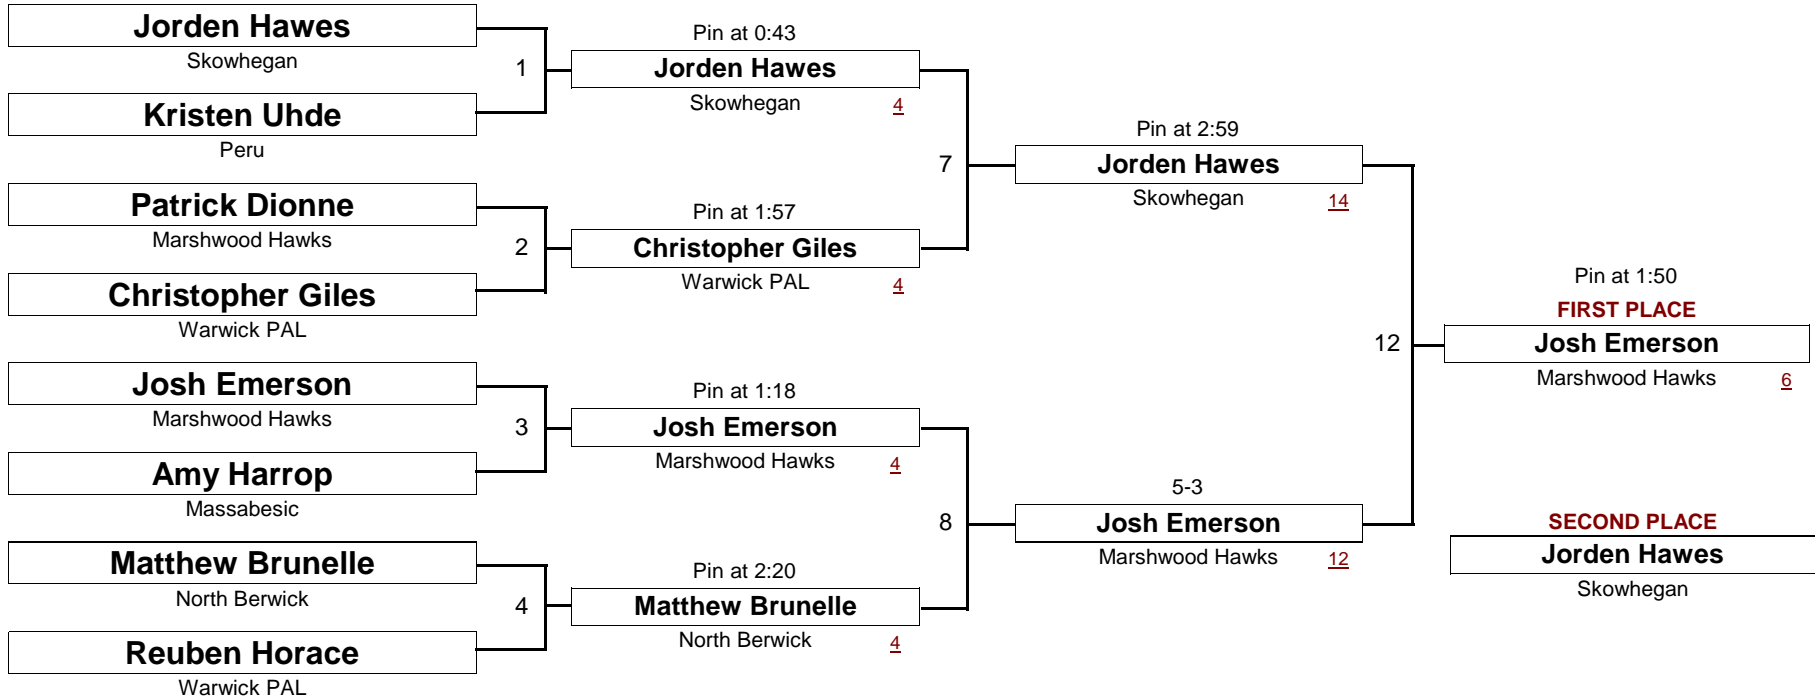 Jorden Hawes
Skowhegan
1
Kristen Uhde
Peru
Patrick Dionne
Marshwood Hawks
2
Christopher Giles
Warwick PAL
Josh Emerson
Marshwood Hawks
3
Amy Harrop
Massabesic
Matthew Brunelle
North Berwick
4
Reuben Horace
Warwick PAL
Pin at 0:43
Jorden Hawes
Skowhegan 4
7
Pin at 1:57
Christopher Giles
Warwick PAL 4
Pin at 1:18
Josh Emerson
Marshwood Hawks 4
8
Pin at 2:20
Matthew Brunelle
North Berwick 4
Pin at 2:59
Jorden Hawes
Skowhegan 14
12
5-3
Josh Emerson
Marshwood Hawks 12
Pin at 1:50
FIRST PLACE
Josh Emerson
Marshwood Hawks 6
SECOND PLACE
Jorden Hawes
Skowhegan